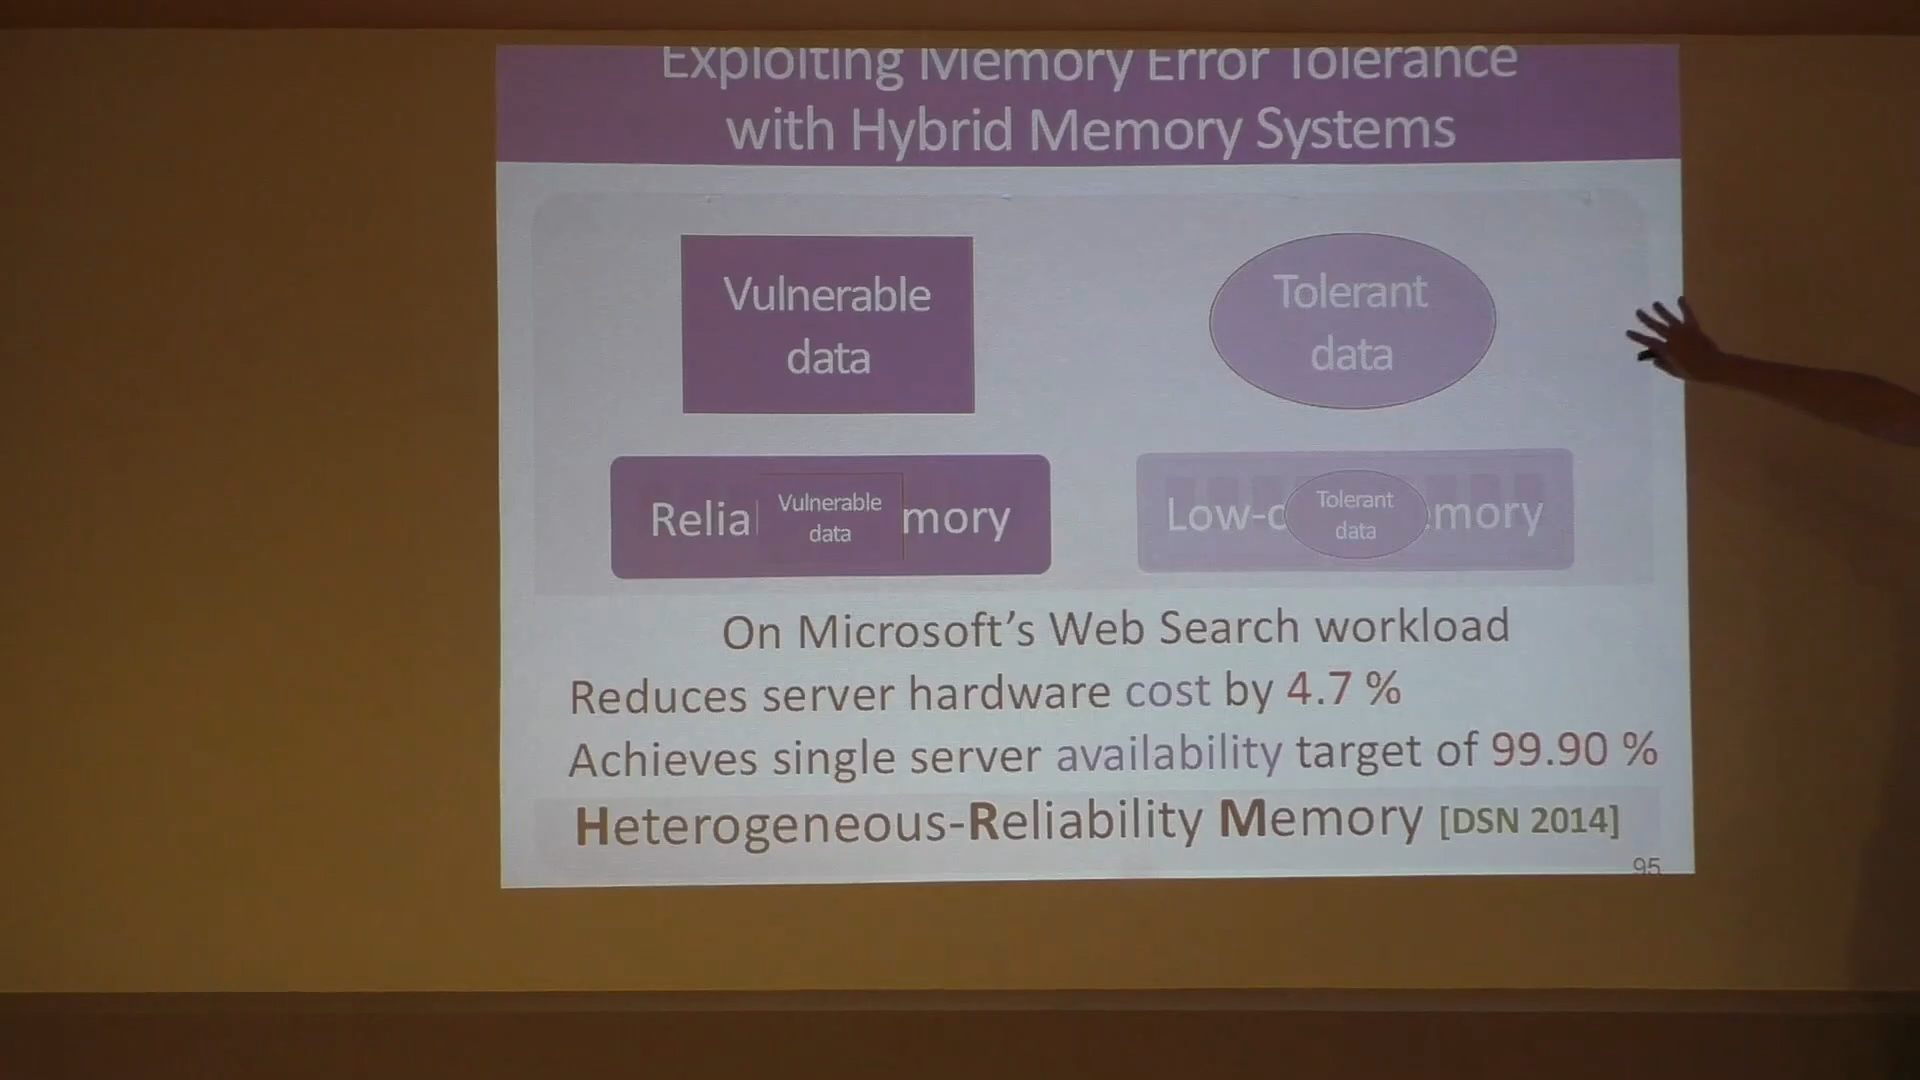 Exploiting Memory Error Tolerance
with Hybrid Memory Systems
Vulnerable
data
Tolerant
data
Relia
Vulnerable
data
mory
Low-c
Tolerant
data
mory
On Microsoft’s Web Search workload
Reduces server hardware cost by 4.7 %
Achieves single server availability target of 99.90 %
Heterogeneous-Reliability Memory [DSN 2014]
95